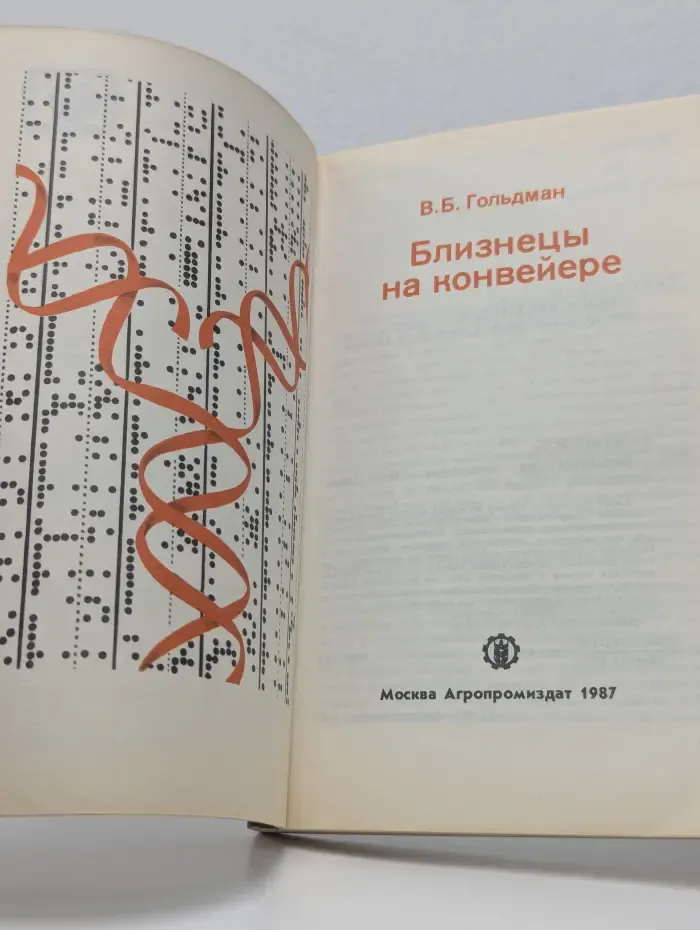 В.Б. Гольдман
Близнецы
на конвейере
Москва Агропромиздат 1987